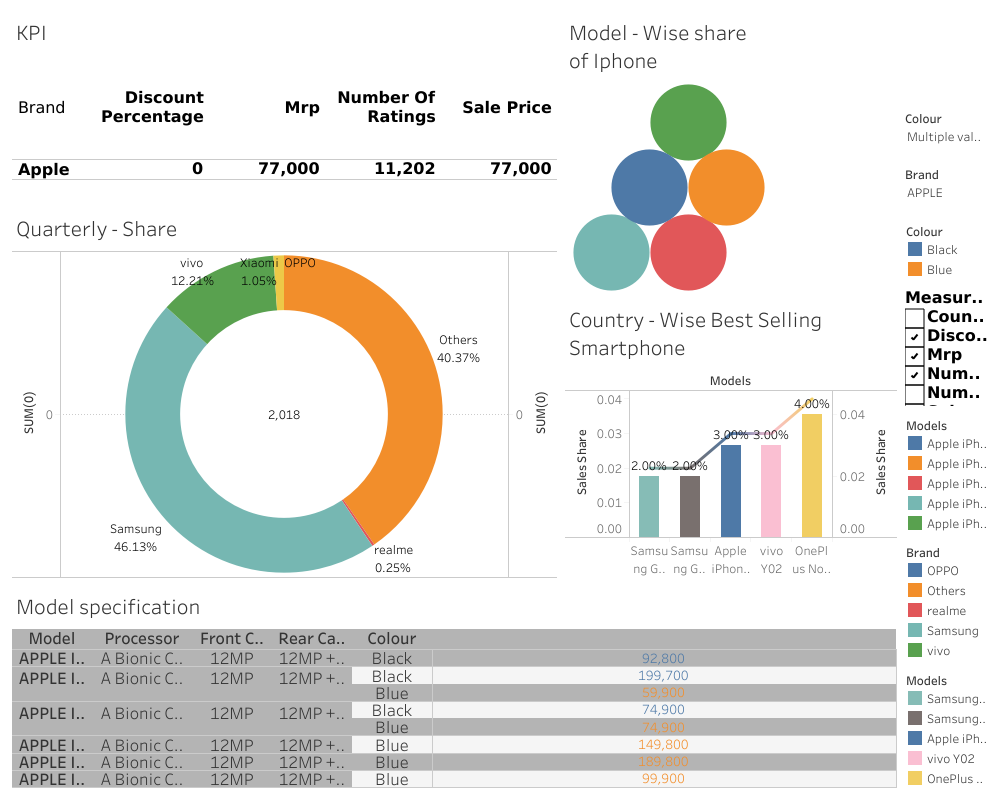 KPI
Brand Discount Percentage Mrp Number Of Ratings Sale Price
Apple 0 77,000 11,202 77,000
Quarterly - Share
vivo
12.21%
Xiaomi
1.05%
OPPO
Others
40.37%
SUM(0)
0
2,018
0
SUM(0)
Samsung
46.13%
realme
0.25%
Model - Wise share
of Iphone
Country - Wise Best Selling
Smartphone
Models
Sales Share
0.04
0.03
0.02
0.01
0.00
2.00% 2.00% 3.00% 3.00% 4.00%
0.04
0.02
0.00
Sales Share
Samsu Samsu Apple vivo OnePl
ng G.. ng G.. iPhon.. Y02 us No..
Colour
Multiple val..
Brand
APPLE
Colour
Black
Blue
Measur..
Coun..
Disco..
Mrp
Num..
Num..
Models
Apple iPh..
Apple iPh..
Apple iPh..
Apple iPh..
Apple iPh..
Brand
OPPO
Others
realme
Samsung
vivo
Models
Samsung..
Samsung..
Apple iPh..
vivo Y02
OnePlus ..
Model specification
Model Processor Front C.. Rear Ca.. Colour
APPLE I.. A Bionic C.. 12MP 12MP +.. Black 92,800
APPLE I.. A Bionic C.. 12MP 12MP +.. Black 199,700
Blue 59,900
APPLE I.. A Bionic C.. 12MP 12MP +.. Black 74,900
Blue 74,900
APPLE I.. A Bionic C.. 12MP 12MP +.. Blue 149,800
APPLE I.. A Bionic C.. 12MP 12MP +.. Blue 189,800
APPLE I.. A Bionic C.. 12MP 12MP +.. Blue 99,900